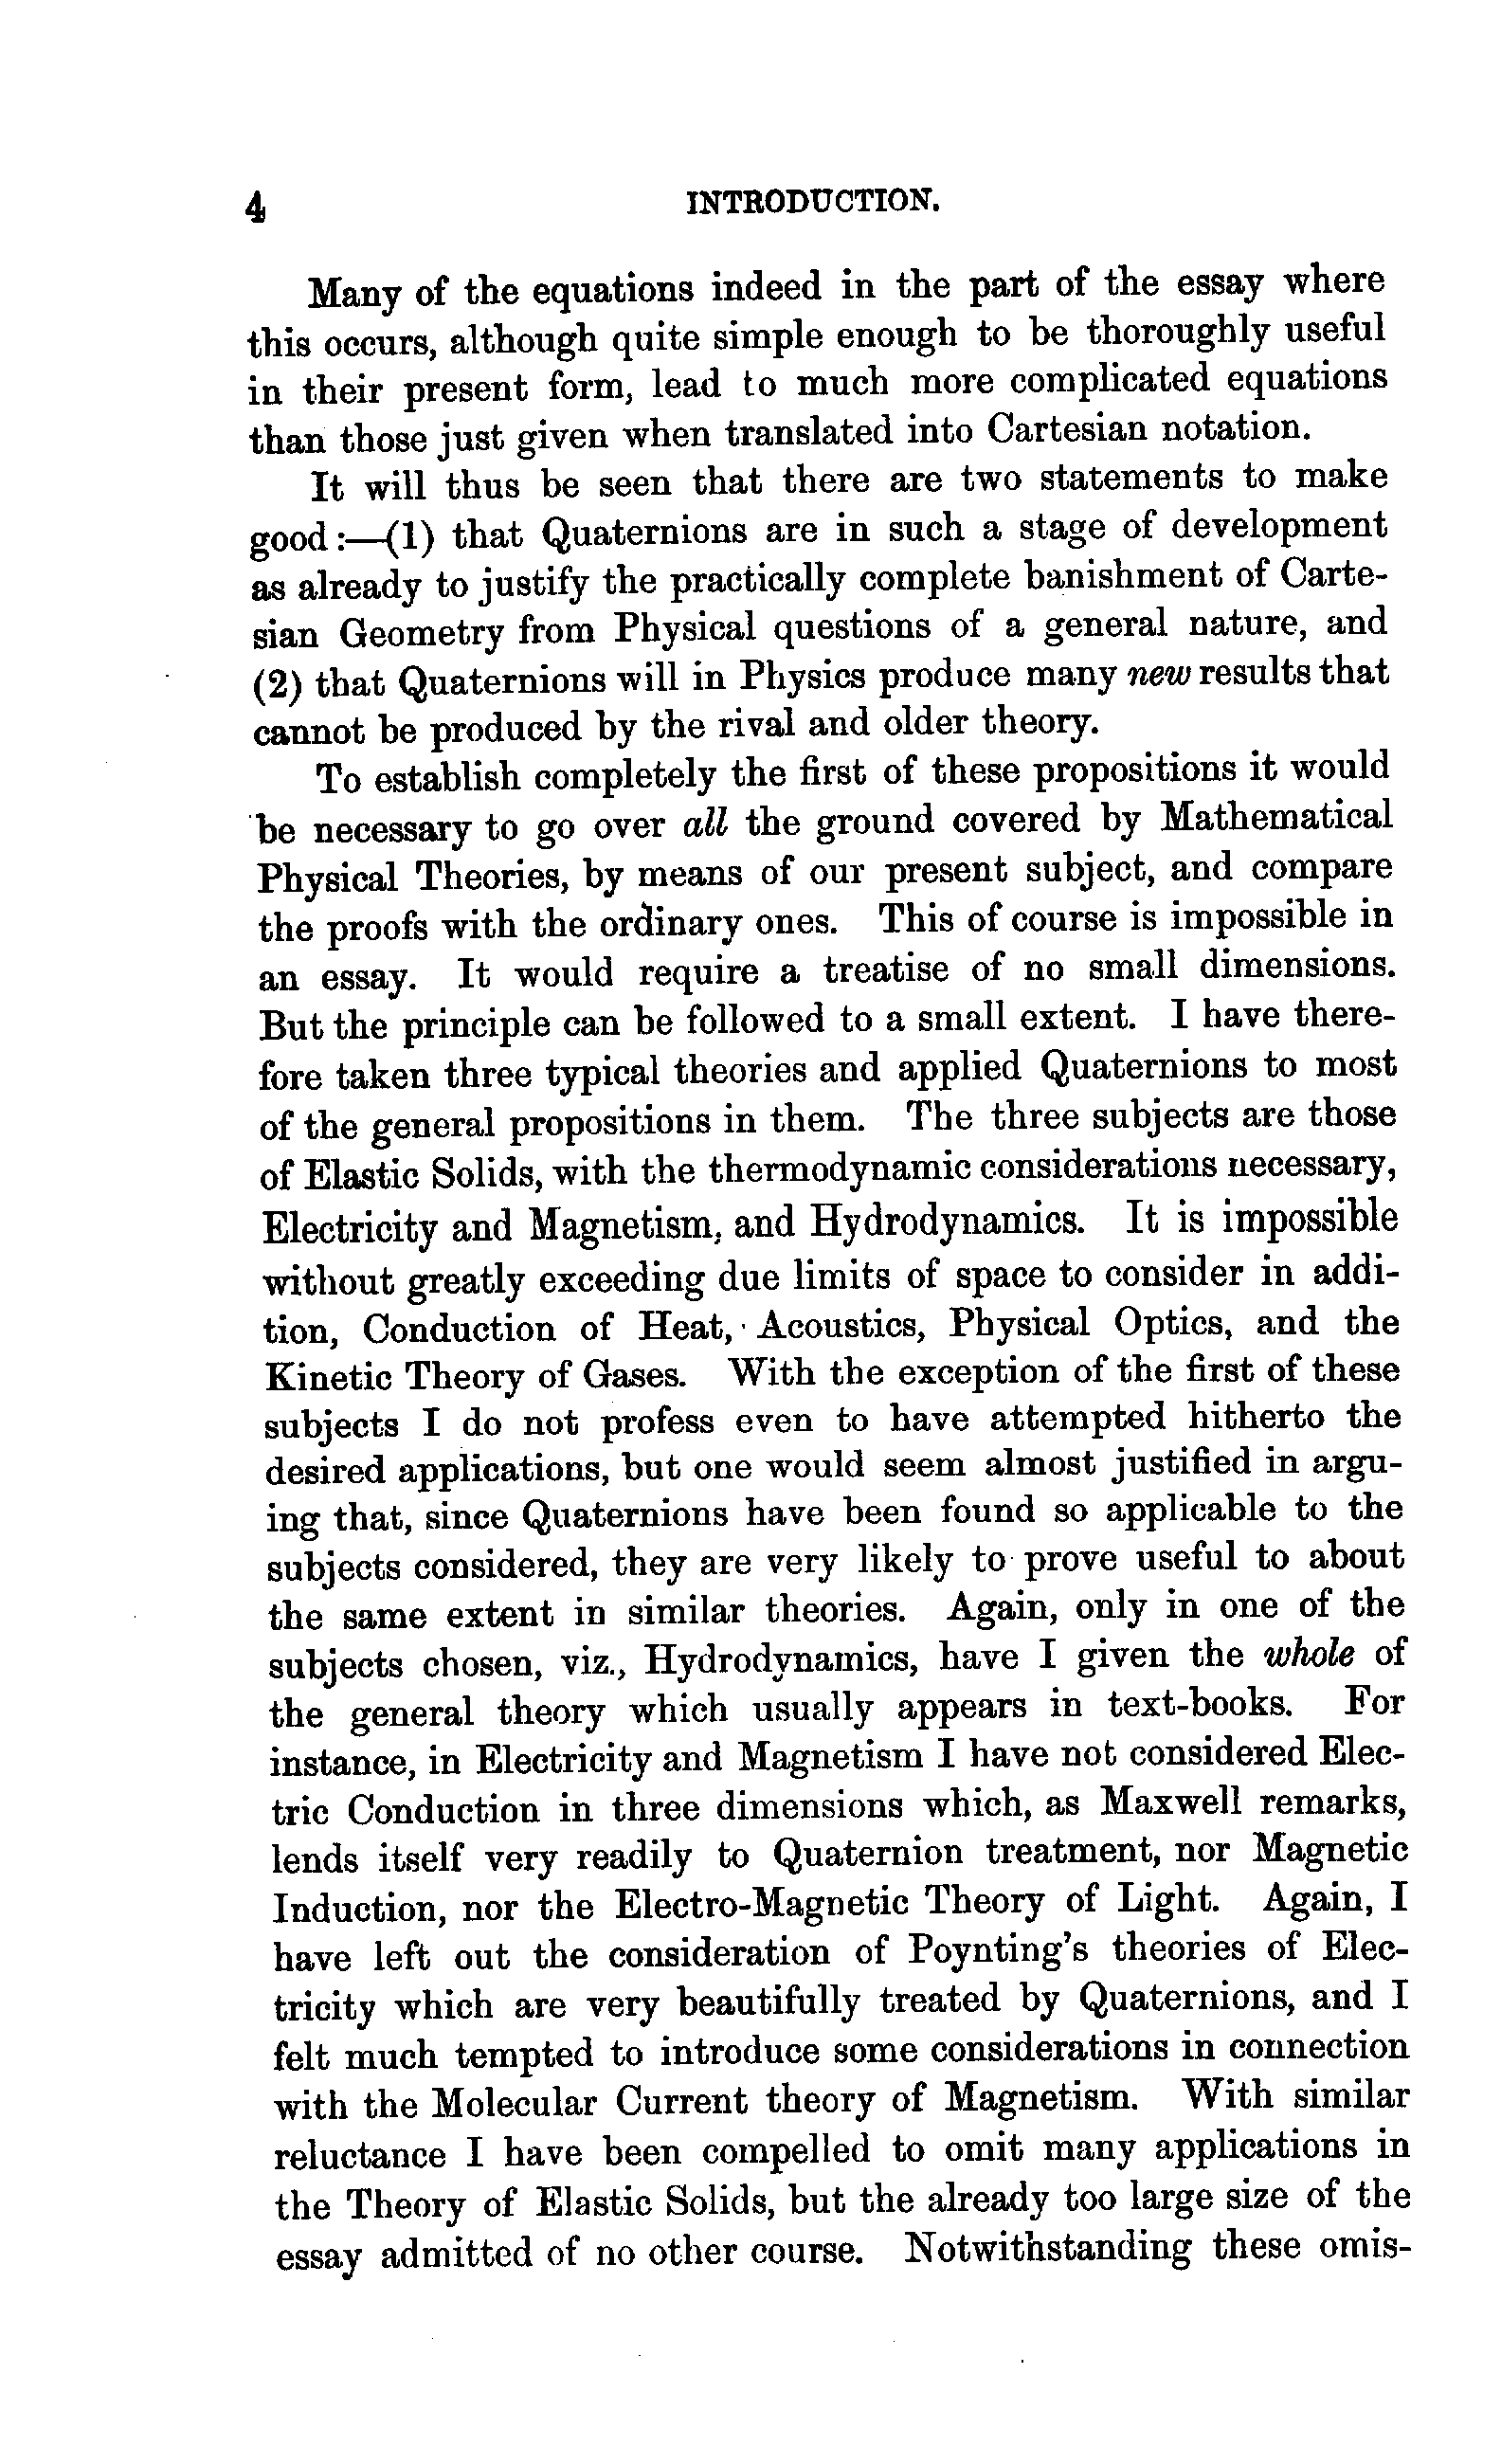 4 INTRODUCTION.
Many of the equations indeed in the part of the essay where
this occurs, although quite simple enough to be thoroughly useful
in their present form, lead to much more complicated equations
than those just given when translated into Cartesian notation.
It will thus be seen that there are two statements to make
good:—(1) that Quaternions are in such a stage of development
as already to justify the practically complete banishment of Carte-
sian Geometry from Physical questions of a general nature, and
(2) that Quaternions will in Physics produce many new results that
cannot be produced by the rival and older theory.
To establish completely the first of these propositions it would
be necessary to go over all the ground covered by Mathematical
Physical Theories, by means of our present subject, and compare
the proofs with the ordinary ones. This of course is impossible in
an essay. It would require a treatise of no small dimensions.
But the principle can be followed to a small extent. I have there-
fore taken three typical theories and applied Quaternions to most
of the general propositions in them. The three subjects are those
of Elastic Solids, with the thermodynamic considerations necessary,
Electricity and Magnetism, and Hydrodynamics. It is impossible
without greatly exceeding due limits of space to consider in addi-
tion, Conduction of Heat, Acoustics, Physical Optics, and the
Kinetic Theory of Gases. With the exception of the first of these
subjects I do not profess even to have attempted hitherto the
desired applications, but one would seem almost justified in argu-
ing that, since Quaternions have been found so applicable to the
subjects considered, they are very likely to prove useful to about
the same extent in similar theories. Again, only in one of the
subjects chosen, viz., Hydrodynamics, have I given the whole of
the general theory which usually appears in text-books. For
instance, in Electricity and Magnetism I have not considered Elec-
tric Conduction in three dimensions which, as Maxwell remarks,
lends itself very readily to Quaternion treatment, nor Magnetic
Induction, nor the Electro-Magnetic Theory of Light. Again, I
have left out the consideration of Poynting's theories of Elec-
tricity which are very beautifully treated by Quaternions, and I
felt much tempted to introduce some considerations in connection
with the Molecular Current theory of Magnetism. With similar
reluctance I have been compelled to omit many applications in
the Theory of Elastic Solids, but the already too large size of the
essay admitted of no other course. Notwithstanding these omis-